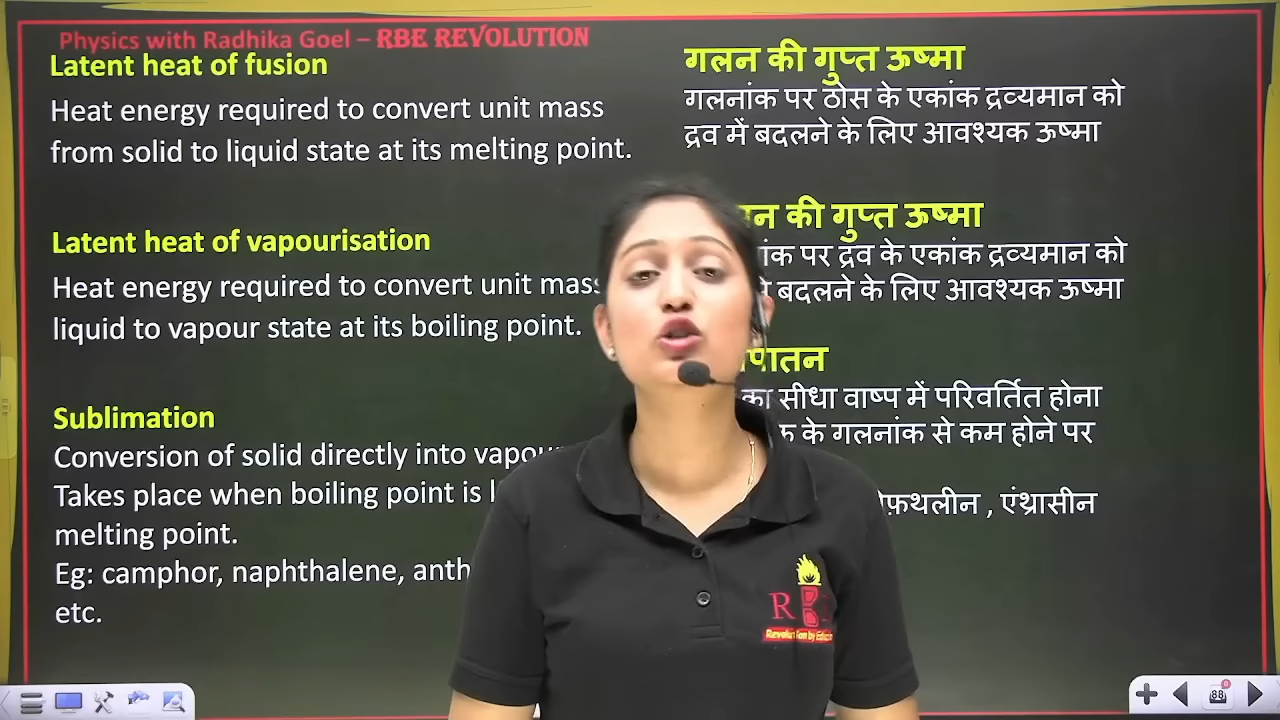 Physics with Radhika Goel – RBE REVOLUTION
Latent heat of fusion
Heat energy required to convert unit mass
from solid to liquid state at its melting point.
Latent heat of vapourisation
Heat energy required to convert unit mass
liquid to vapour state at its boiling point.
Sublimation
Conversion of solid directly into
Takes place when boiling point is
melting point.
Eg: camphor, naphthalene,
etc.
गलन की गुप्त ऊष्मा
गलनांक पर ठोस के एकांक द्रव्यमान को
द्रव में बदलने के लिए आवश्यक ऊष्मा
की गुप्त ऊष्मा
पर द्रव के एकांक द्रव्यमान को
बदलने के लिए आवश्यक ऊष्मा
का सीधा वाष्प में परिवर्तित होना
के गलनांक से कम होने पर
, एंथ्रासीन
R B
88